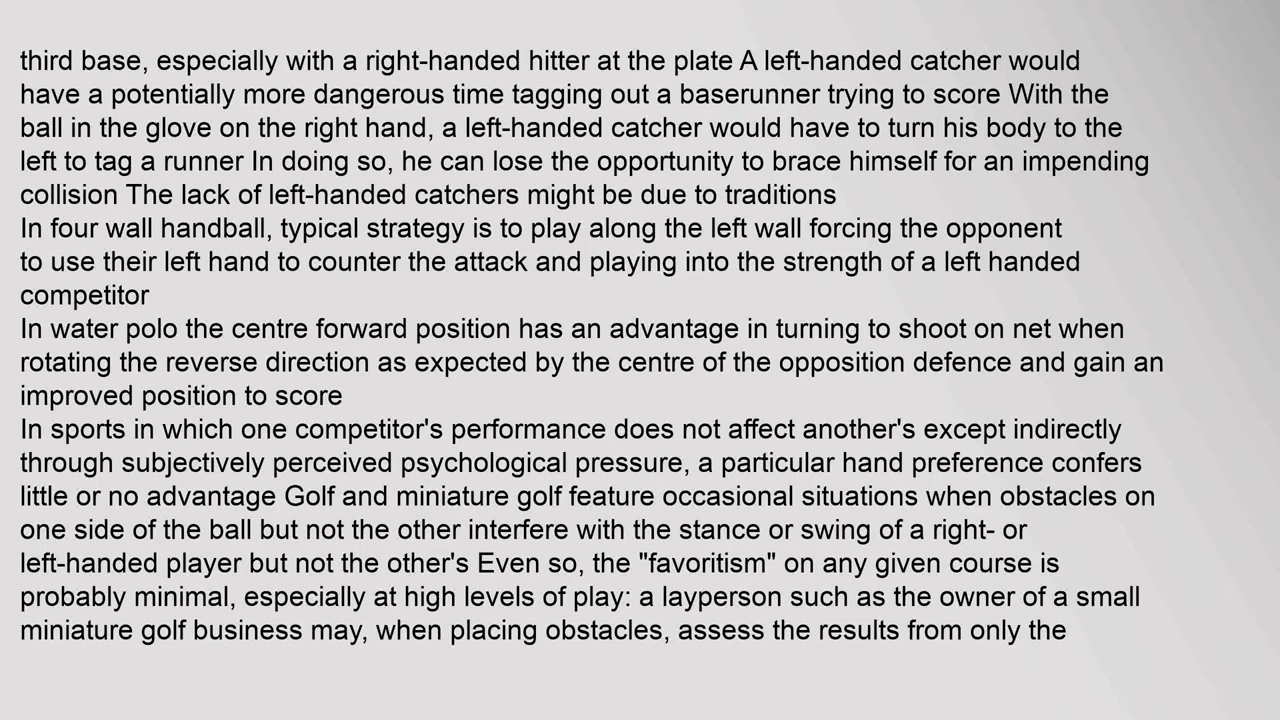 third base, especially with a right-handed hitter at the plate A left-handed catcher would
have a potentially more dangerous time tagging out a baserunner trying to score With the
ball in the glove on the right hand, a left-handed catcher would have to turn his body to the
left to tag a runner In doing so, he can lose the opportunity to brace himself for an impending
collision The lack of left-handed catchers might be due to traditions
In four wall handball, typical strategy is to play along the left wall forcing the opponent
to use their left hand to counter the attack and playing into the strength of a left handed
competitor
In water polo the centre forward position has an advantage in turning to shoot on net when
rotating the reverse direction as expected by the centre of the opposition defence and gain an
improved position to score
In sports in which one competitor's performance does not affect another's except indirectly
through subjectively perceived psychological pressure, a particular hand preference confers
little or no advantage Golf and miniature golf feature occasional situations when obstacles on
one side of the ball but not the other interfere with the stance or swing of a right- or
left-handed player but not the other's Even so, the "favoritism" on any given course is
probably minimal, especially at high levels of play: a layperson such as the owner of a small
miniature golf business may, when placing obstacles, assess the results from only the